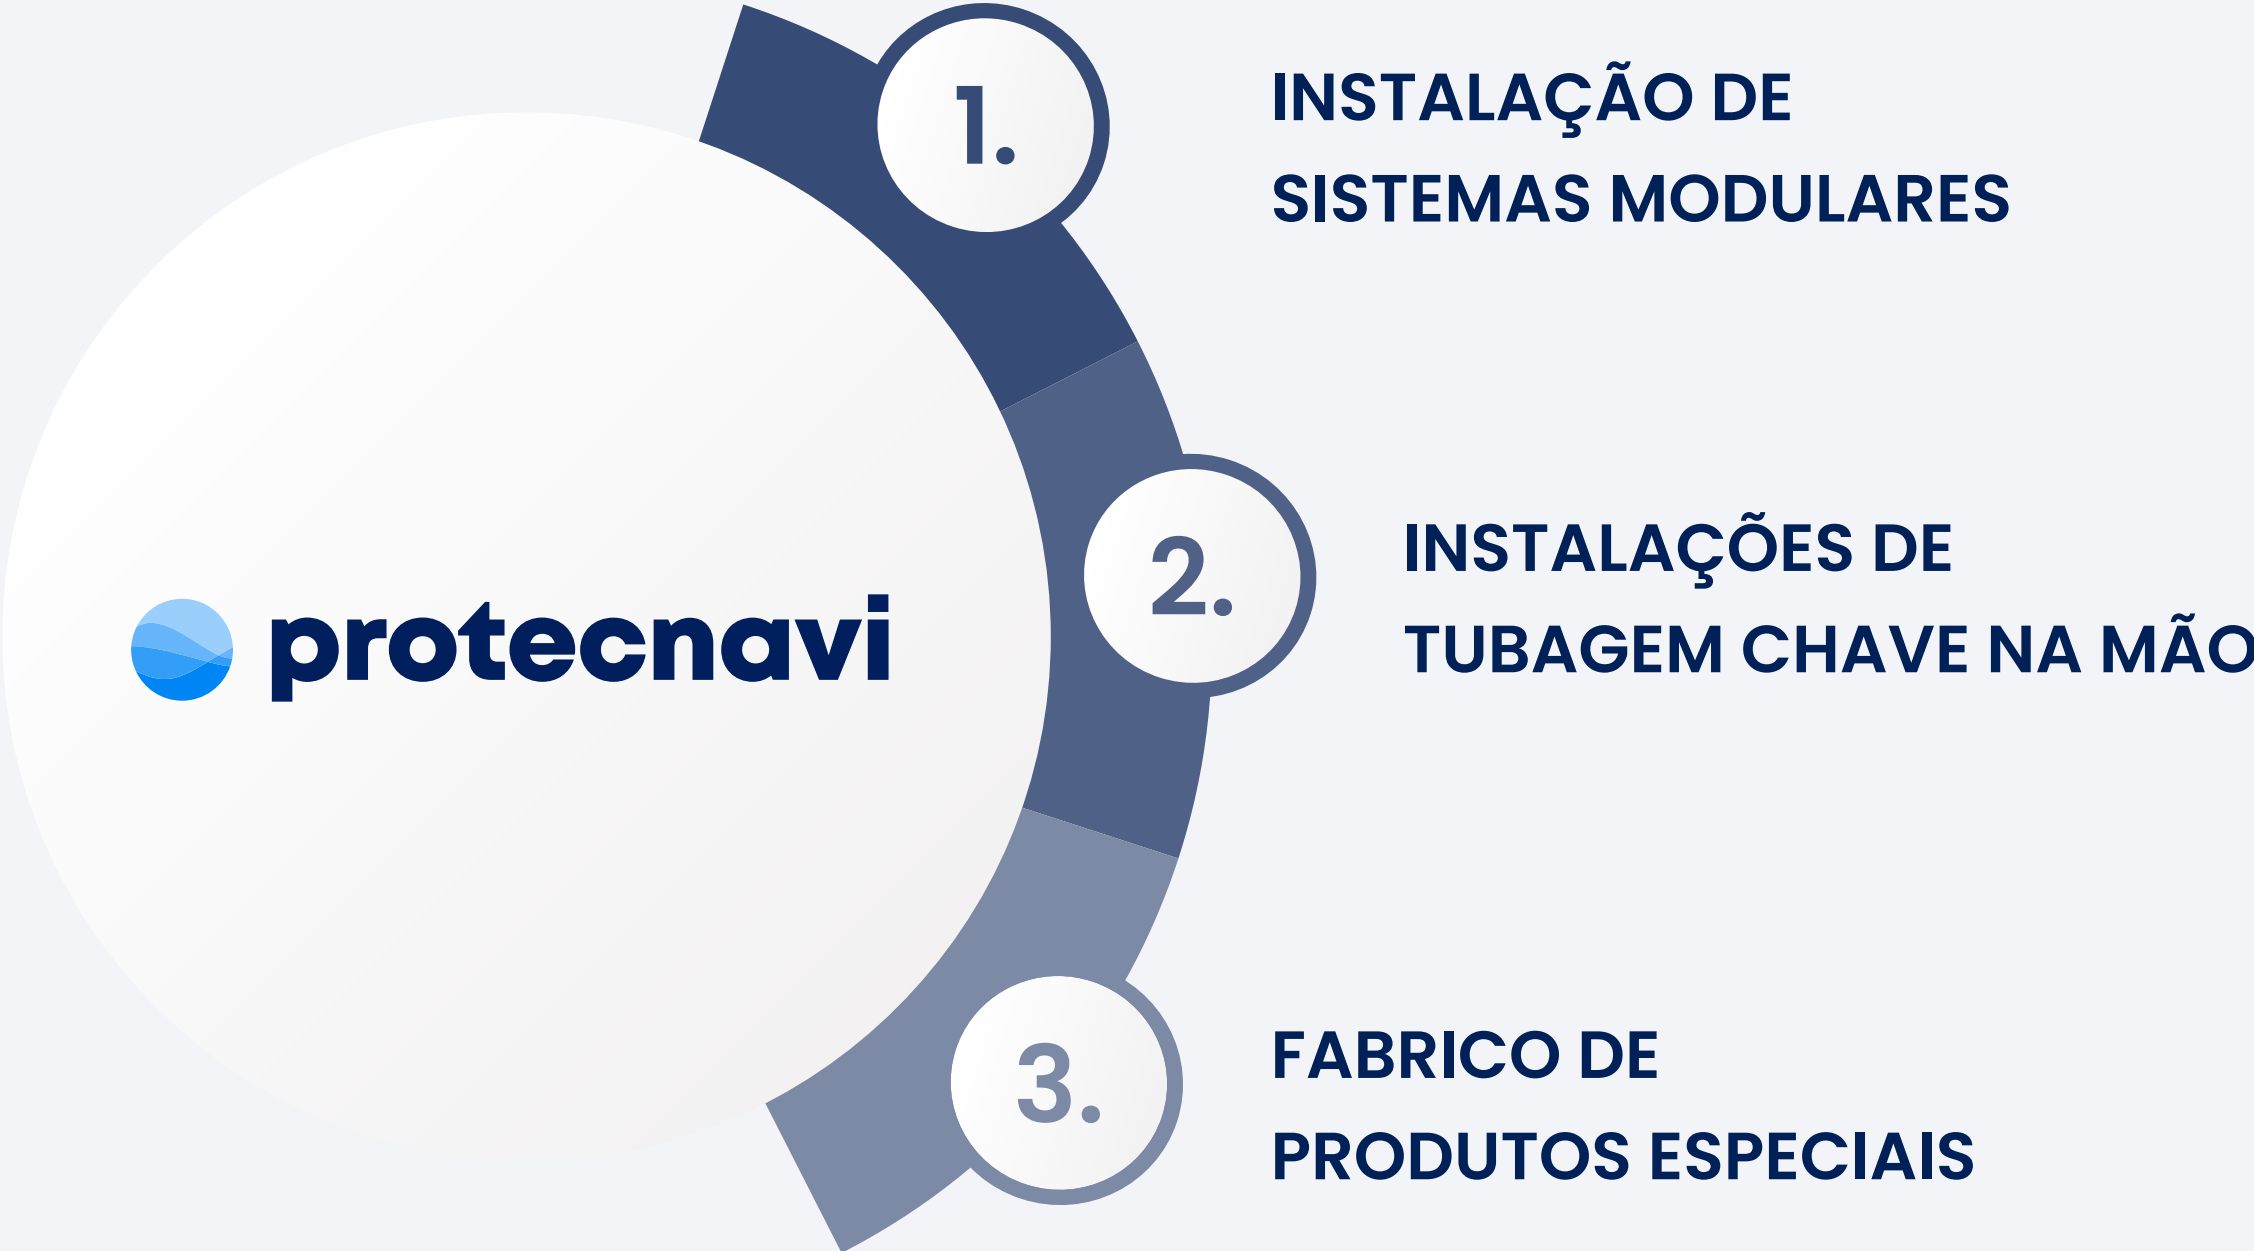 1.
INSTALAÇÃO DE
SISTEMAS MODULARES
protecnavi
2.
INSTALAÇÕES DE
TUBAGEM CHAVE NA MÃO
3.
FABRICO DE
PRODUTOS ESPECIAIS